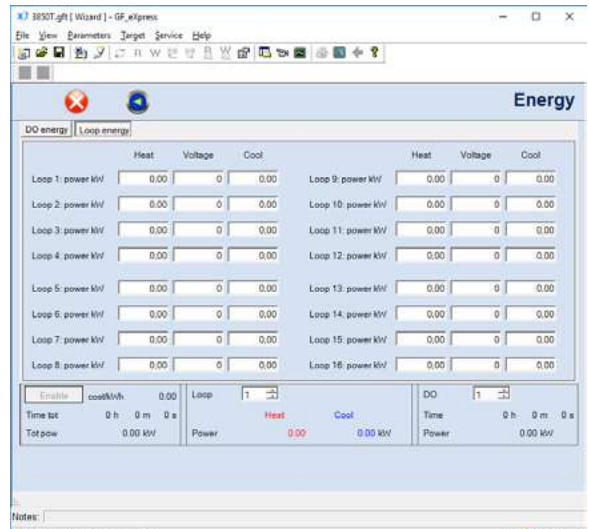 3850T.gft [ Wizard ] - GF_eXpress
File View Parameters Target Service Help
Energy
DO energy Loop energy
Heat Voltage Cool Heat Voltage Cool
Loop 1: power kW 0.00 0 0.00 Loop 9: power kW 0.00 0 0.00
Loop 2: power kW 0.00 0 0.00 Loop 10: power kW 0.00 0 0.00
Loop 3: power kW 0.00 0 0.00 Loop 11: power kW 0.00 0 0.00
Loop 4: power kW 0.00 0 0.00 Loop 12: power kW 0.00 0 0.00
Loop 5: power kW 0.00 0 0.00 Loop 13: power kW 0.00 0 0.00
Loop 6: power kW 0.00 0 0.00 Loop 14: power kW 0.00 0 0.00
Loop 7: power kW 0.00 0 0.00 Loop 15: power kW 0.00 0 0.00
Loop 8: power kW 0.00 0 0.00 Loop 16: power kW 0.00 0 0.00
Enable cost/kWh 0.00 Loop 1 DO 1
Time tot 0 h 0 m 0 s Heat Cool Time 0 h 0 m 0 s
Tot pow 0.00 kW Power 0.00 0.00 kW Power 0.00 kW
Notes: